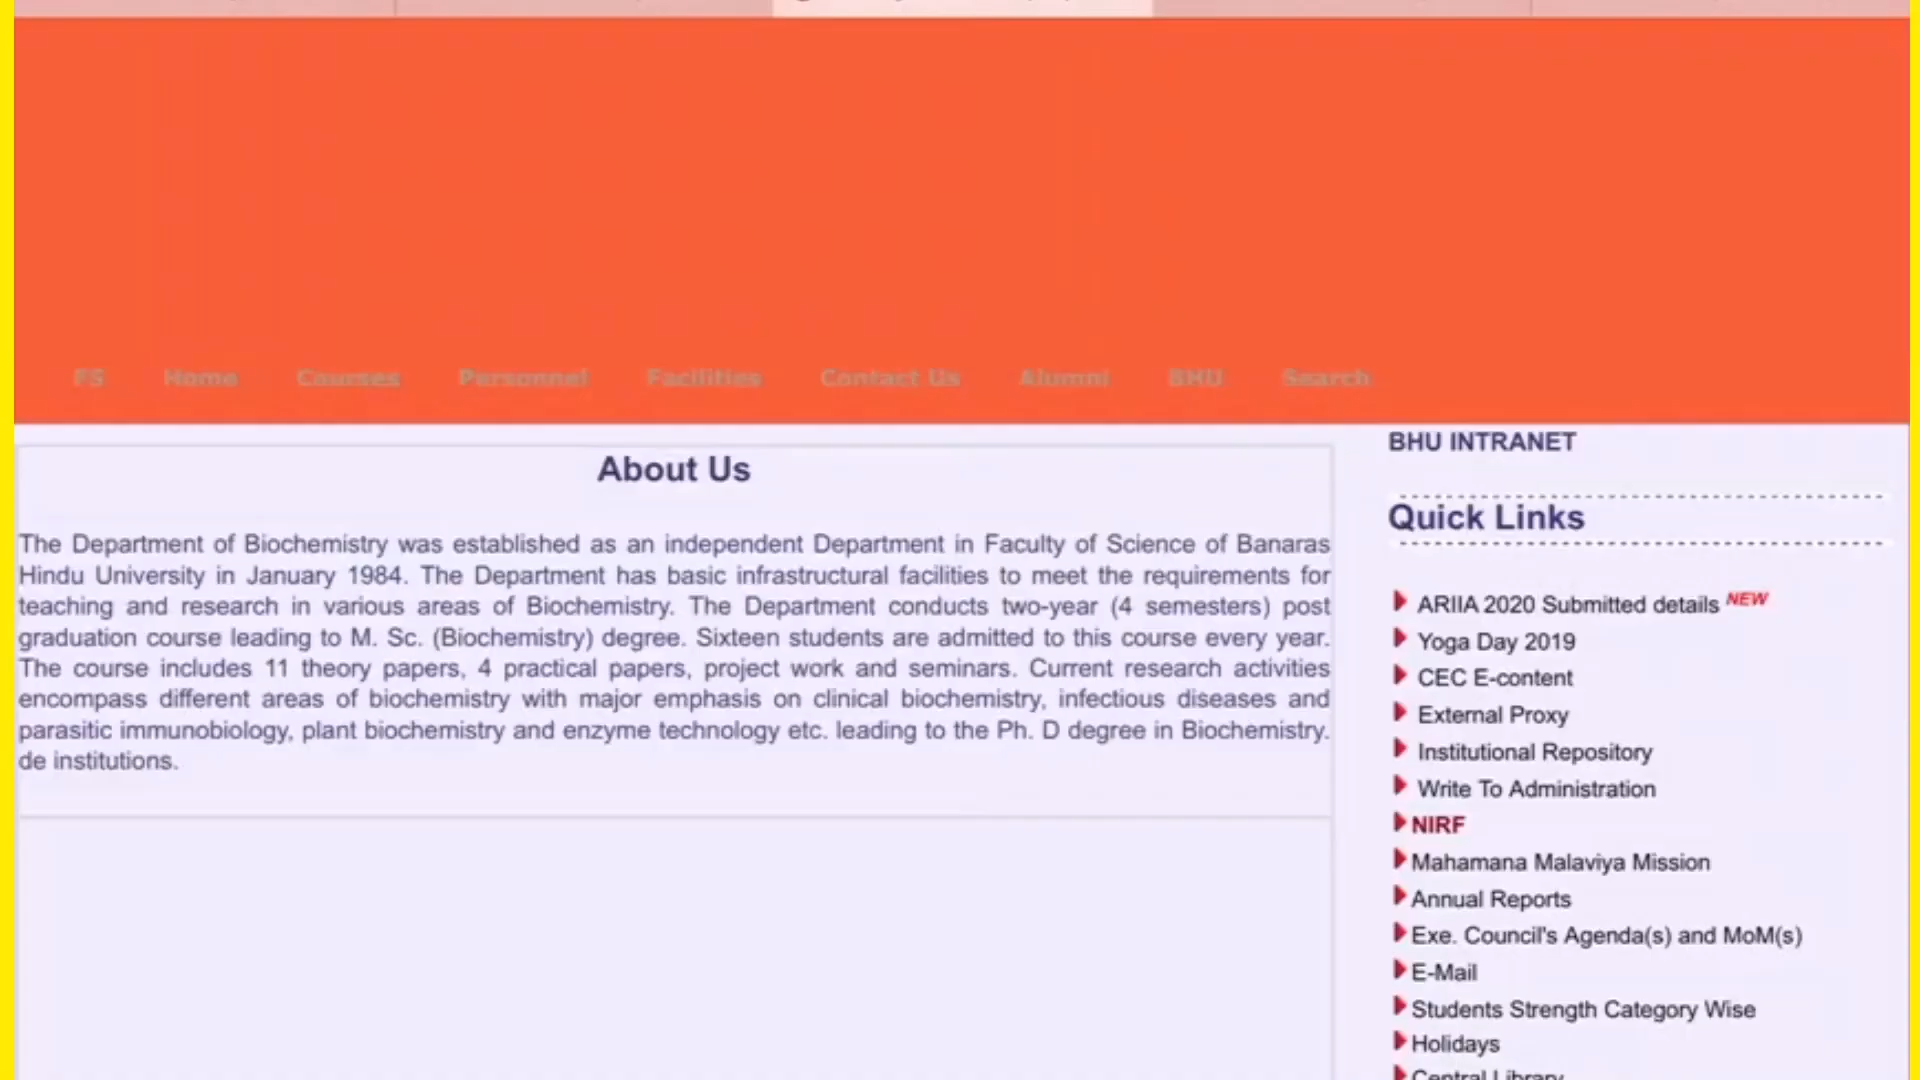 FS Home Courses Personnel Facilities Contact Us Alumni BHU Search
About Us
The Department of Biochemistry was established as an independent Department in Faculty of Science of Banaras
Hindu University in January 1984. The Department has basic infrastructural facilities to meet the requirements for
teaching and research in various areas of Biochemistry. The Department conducts two-year (4 semesters) post
graduation course leading to M. Sc. (Biochemistry) degree. Sixteen students are admitted to this course every year.
The course includes 11 theory papers, 4 practical papers, project work and seminars. Current research activities
encompass different areas of biochemistry with major emphasis on clinical biochemistry, infectious diseases and
parasitic immunobiology, plant biochemistry and enzyme technology etc. leading to the Ph. D degree in Biochemistry.
de institutions.
BHU INTRANET
Quick Links
ARIIA 2020 Submitted details NEW
Yoga Day 2019
CEC E-content
External Proxy
Institutional Repository
Write To Administration
NIRF
Mahamana Malaviya Mission
Annual Reports
Exe. Council's Agenda(s) and MoM(s)
E-Mail
Students Strength Category Wise
Holidays
Central Library